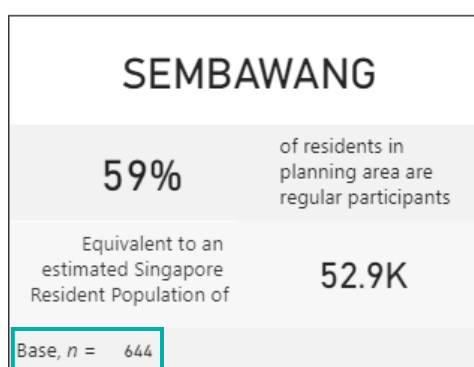 SEMBAWANG
59%
of residents in
planning area are
regular participants
Equivalent to an
estimated Singapore
Resident Population of
52.9K
Base, n = 644